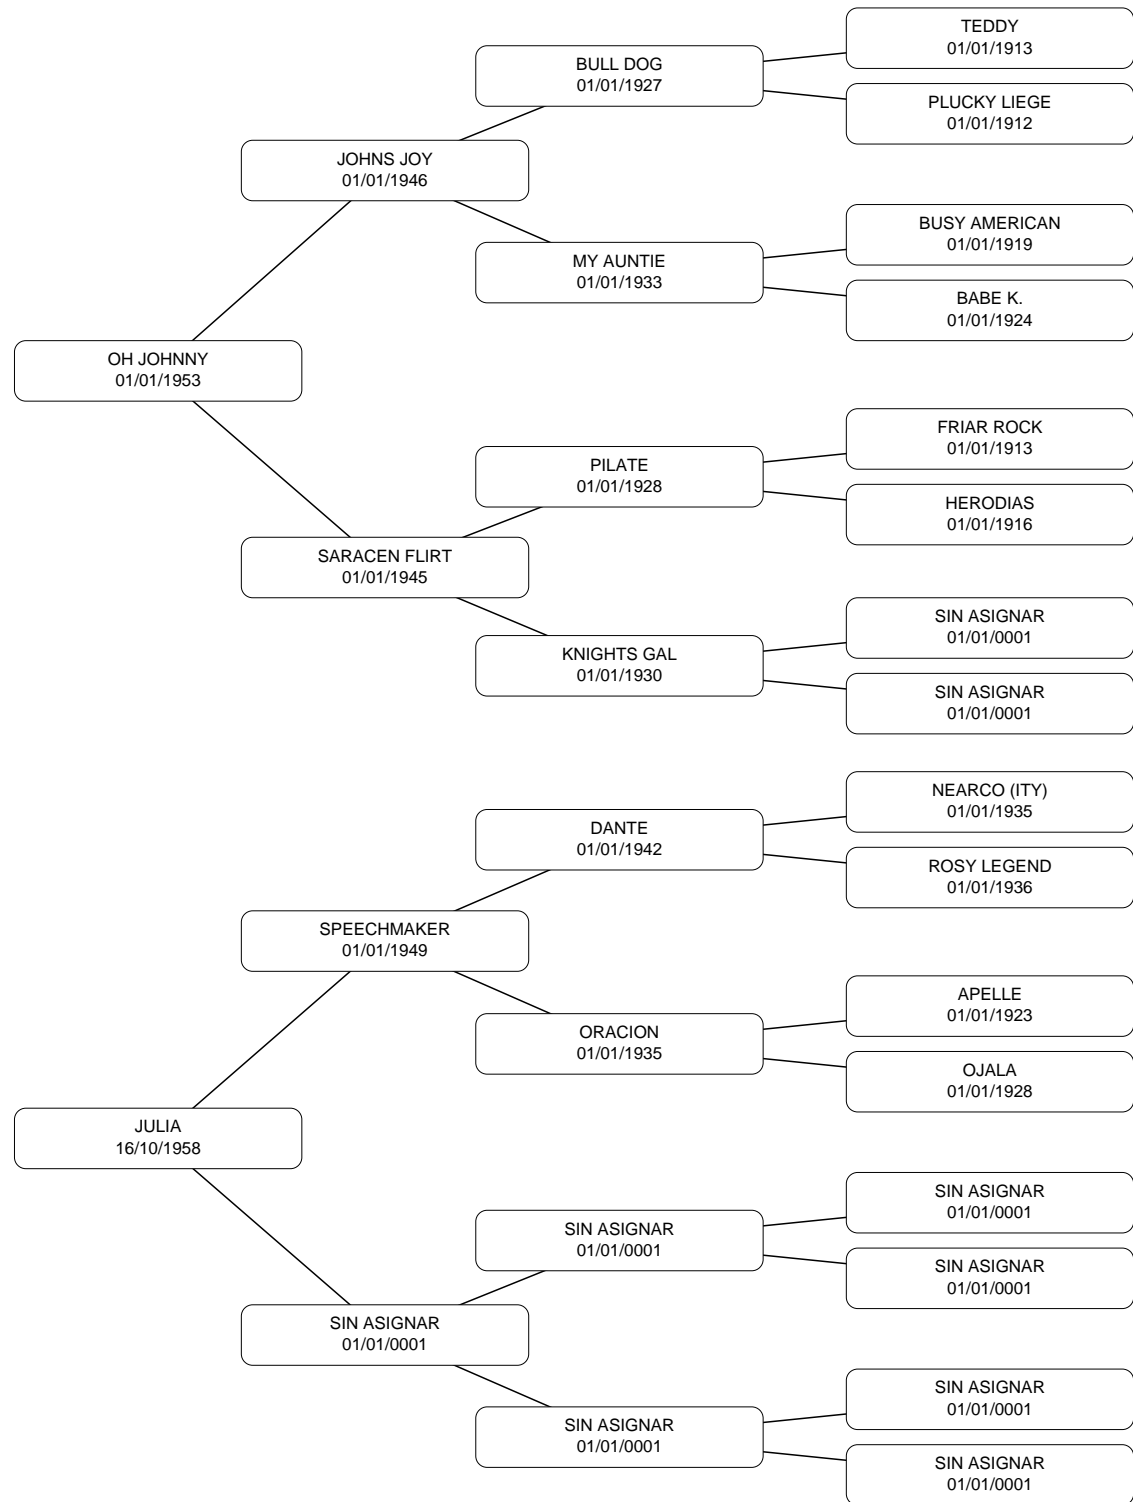 TEDDY
01/01/1913
BULL DOG
01/01/1927
PLUCKY LIEGE
01/01/1912
JOHNS JOY
01/01/1946
BUSY AMERICAN
01/01/1919
MY AUNTIE
01/01/1933
BABE K.
01/01/1924
OH JOHNNY
01/01/1953
FRIAR ROCK
01/01/1913
PILATE
01/01/1928
HERODIAS
01/01/1916
SARACEN FLIRT
01/01/1945
SIN ASIGNAR
01/01/0001
KNIGHTS GAL
01/01/1930
SIN ASIGNAR
01/01/0001
NEARCO (ITY)
01/01/1935
DANTE
01/01/1942
ROSY LEGEND
01/01/1936
SPEECHMAKER
01/01/1949
APELLE
01/01/1923
ORACION
01/01/1935
OJALA
01/01/1928
JULIA
16/10/1958
SIN ASIGNAR
01/01/0001
SIN ASIGNAR
01/01/0001
SIN ASIGNAR
01/01/0001
SIN ASIGNAR
01/01/0001
SIN ASIGNAR
01/01/0001
SIN ASIGNAR
01/01/0001
SIN ASIGNAR
01/01/0001